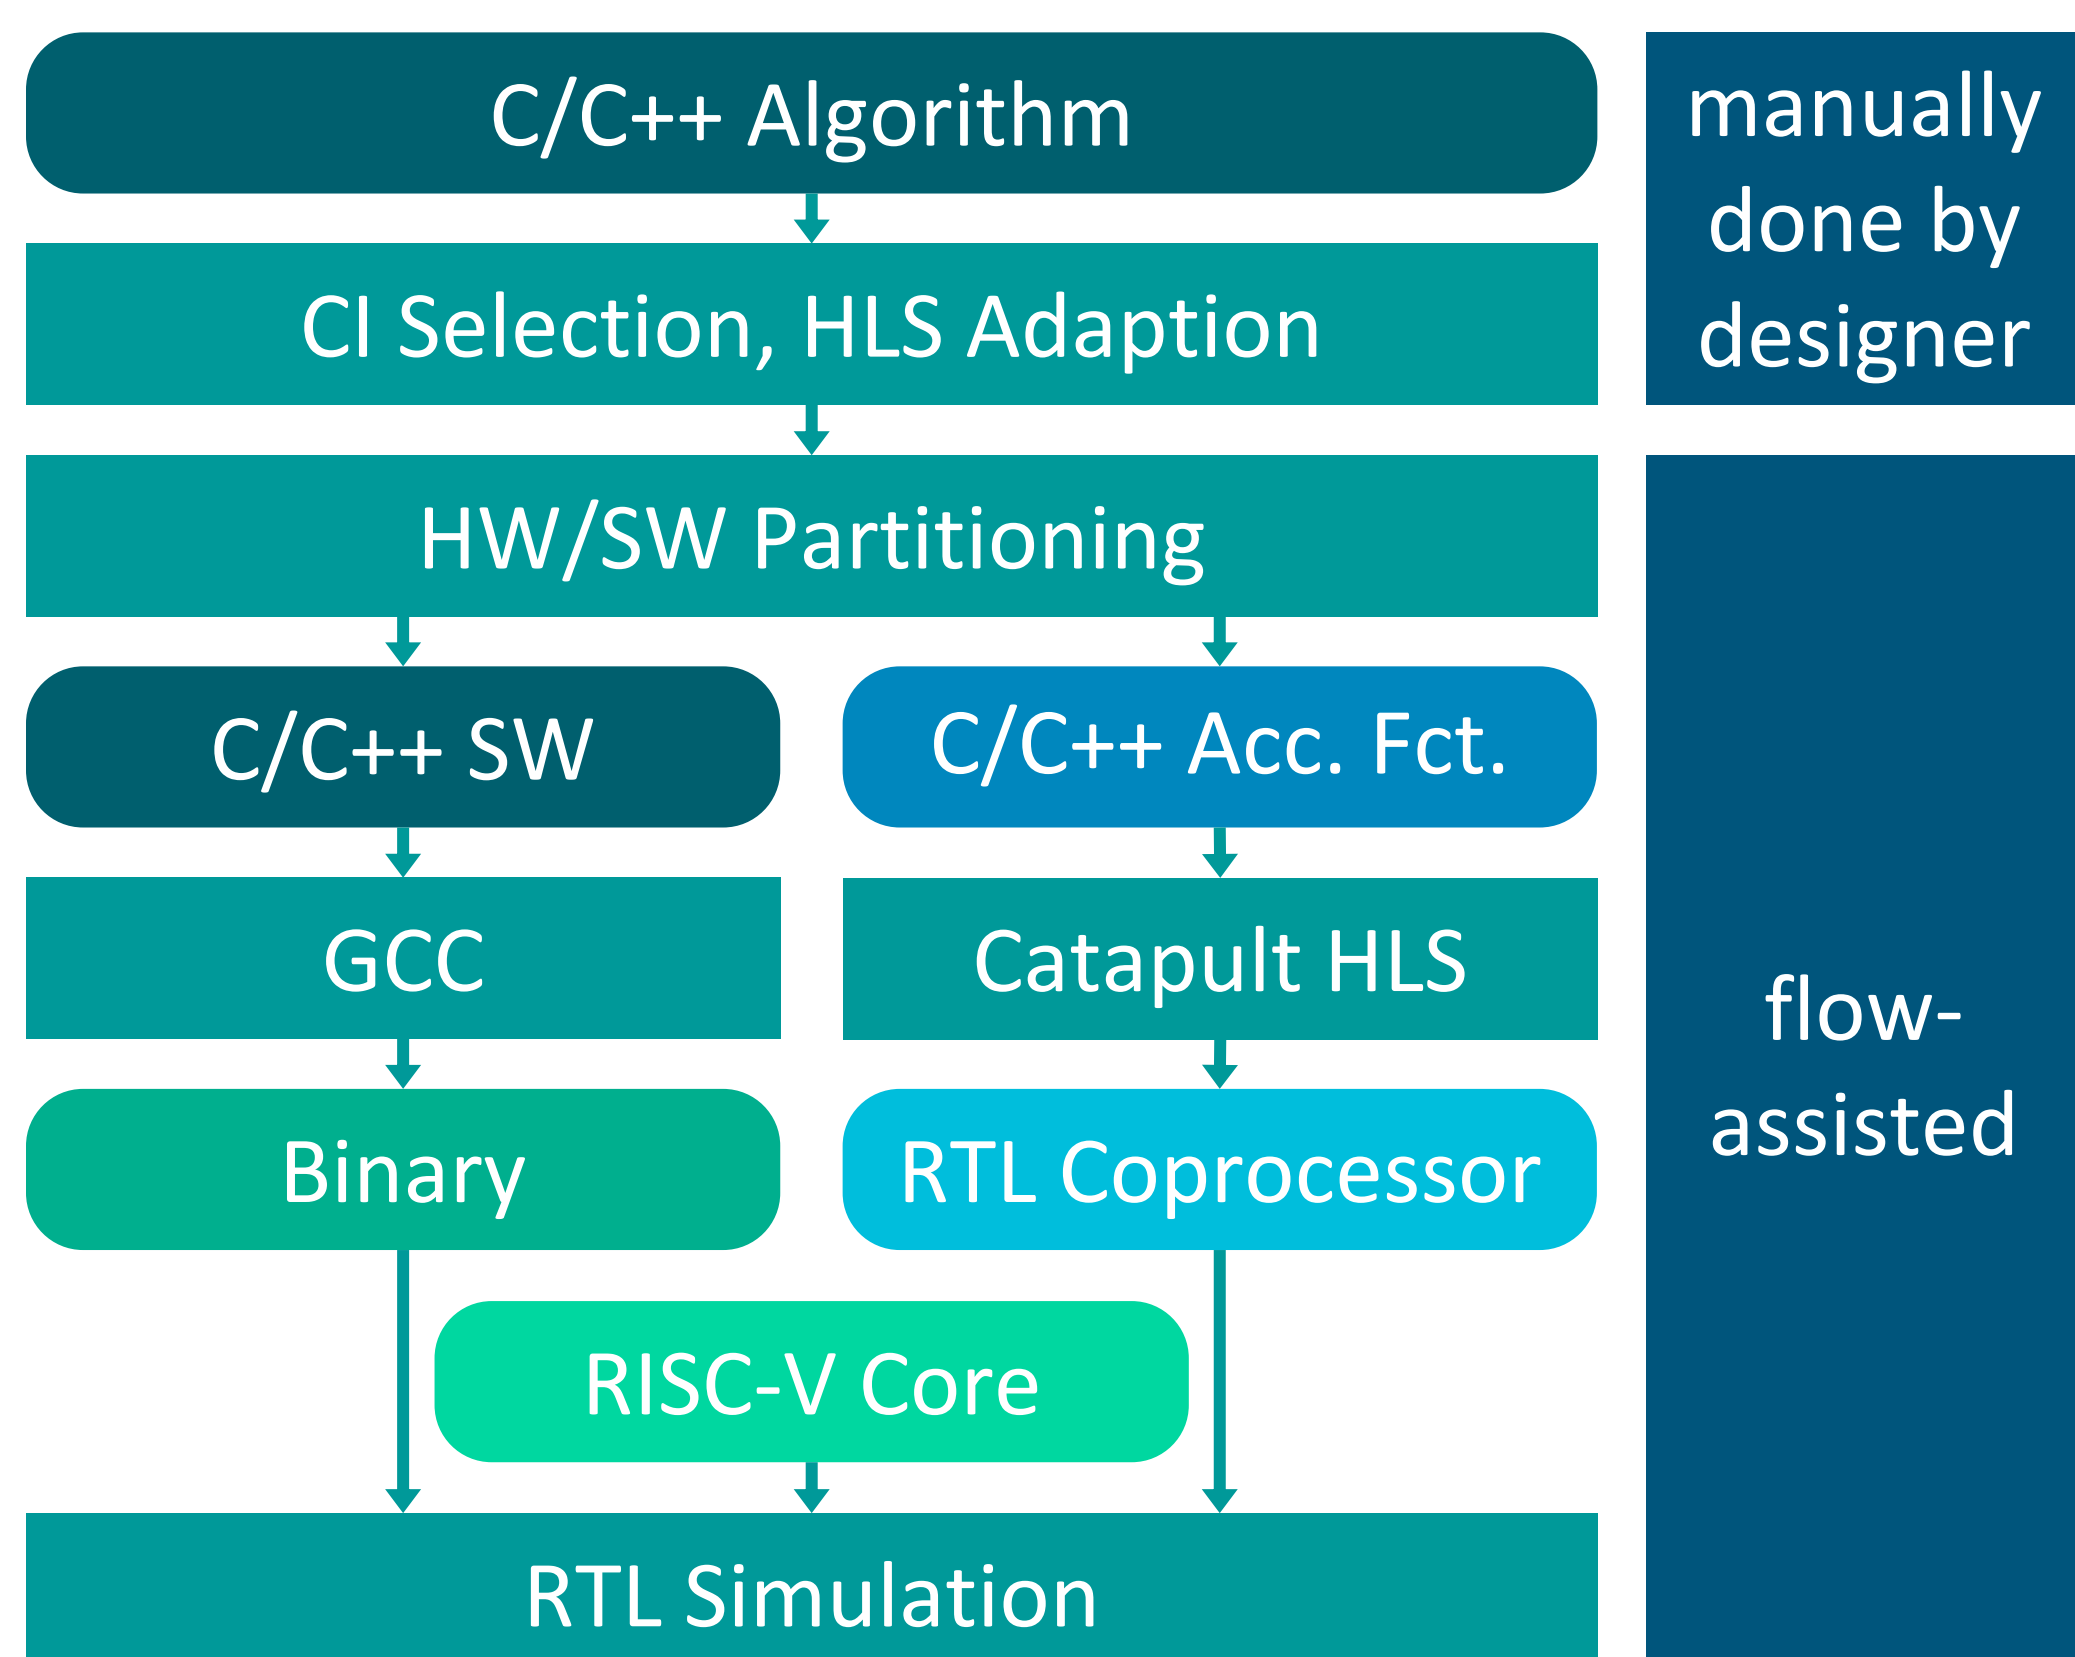 C/C++ Algorithm
manually
done by
designer
CI Selection, HLS Adaption
HW/SW Partitioning
C/C++ SW
C/C++ Acc. Fct.
GCC
Catapult HLS
flow-
assisted
Binary
RTL Coprocessor
RISC-V Core
RTL Simulation